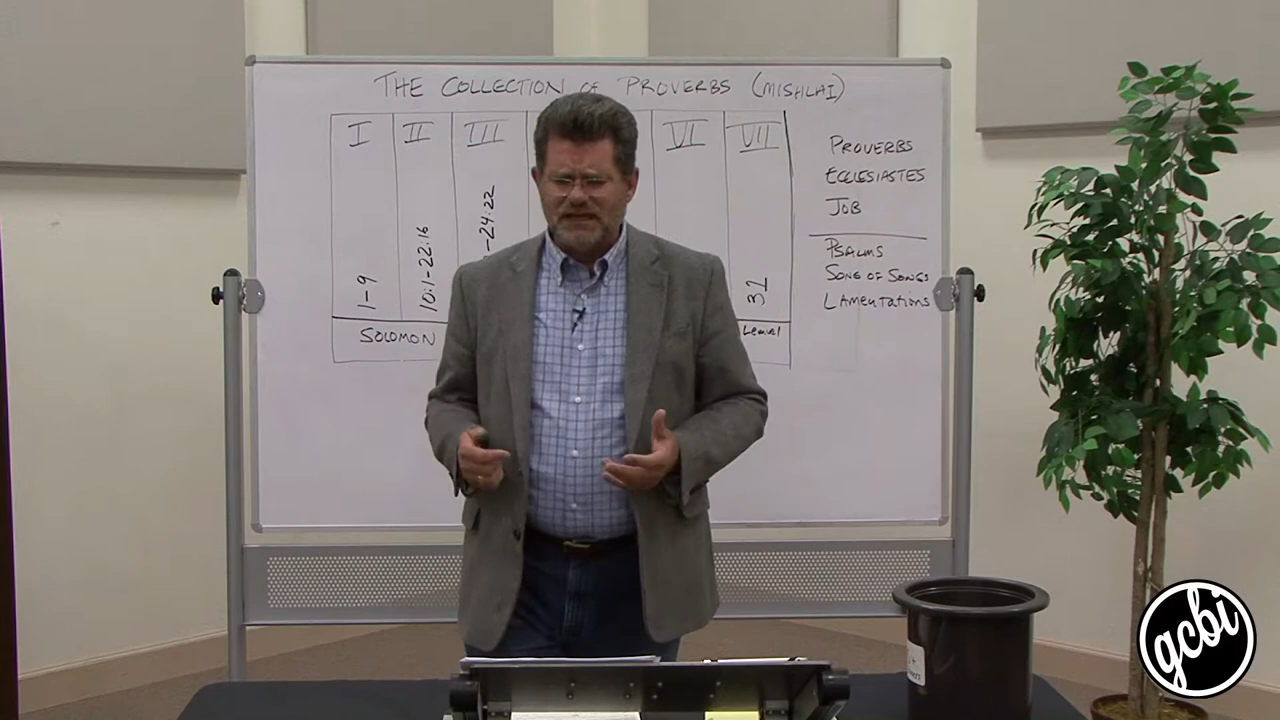 THE COLLECTION OF PROVERBS (MISHLAI)
I II III VI VII
1-9
10:1-22:16
-24:22
31
SOLOMON
Lemuel
PROVERBS
ECCLESIASTES
JOB
PSALMS
SONG OF SONGS
LAMENTATIONS
gcbi